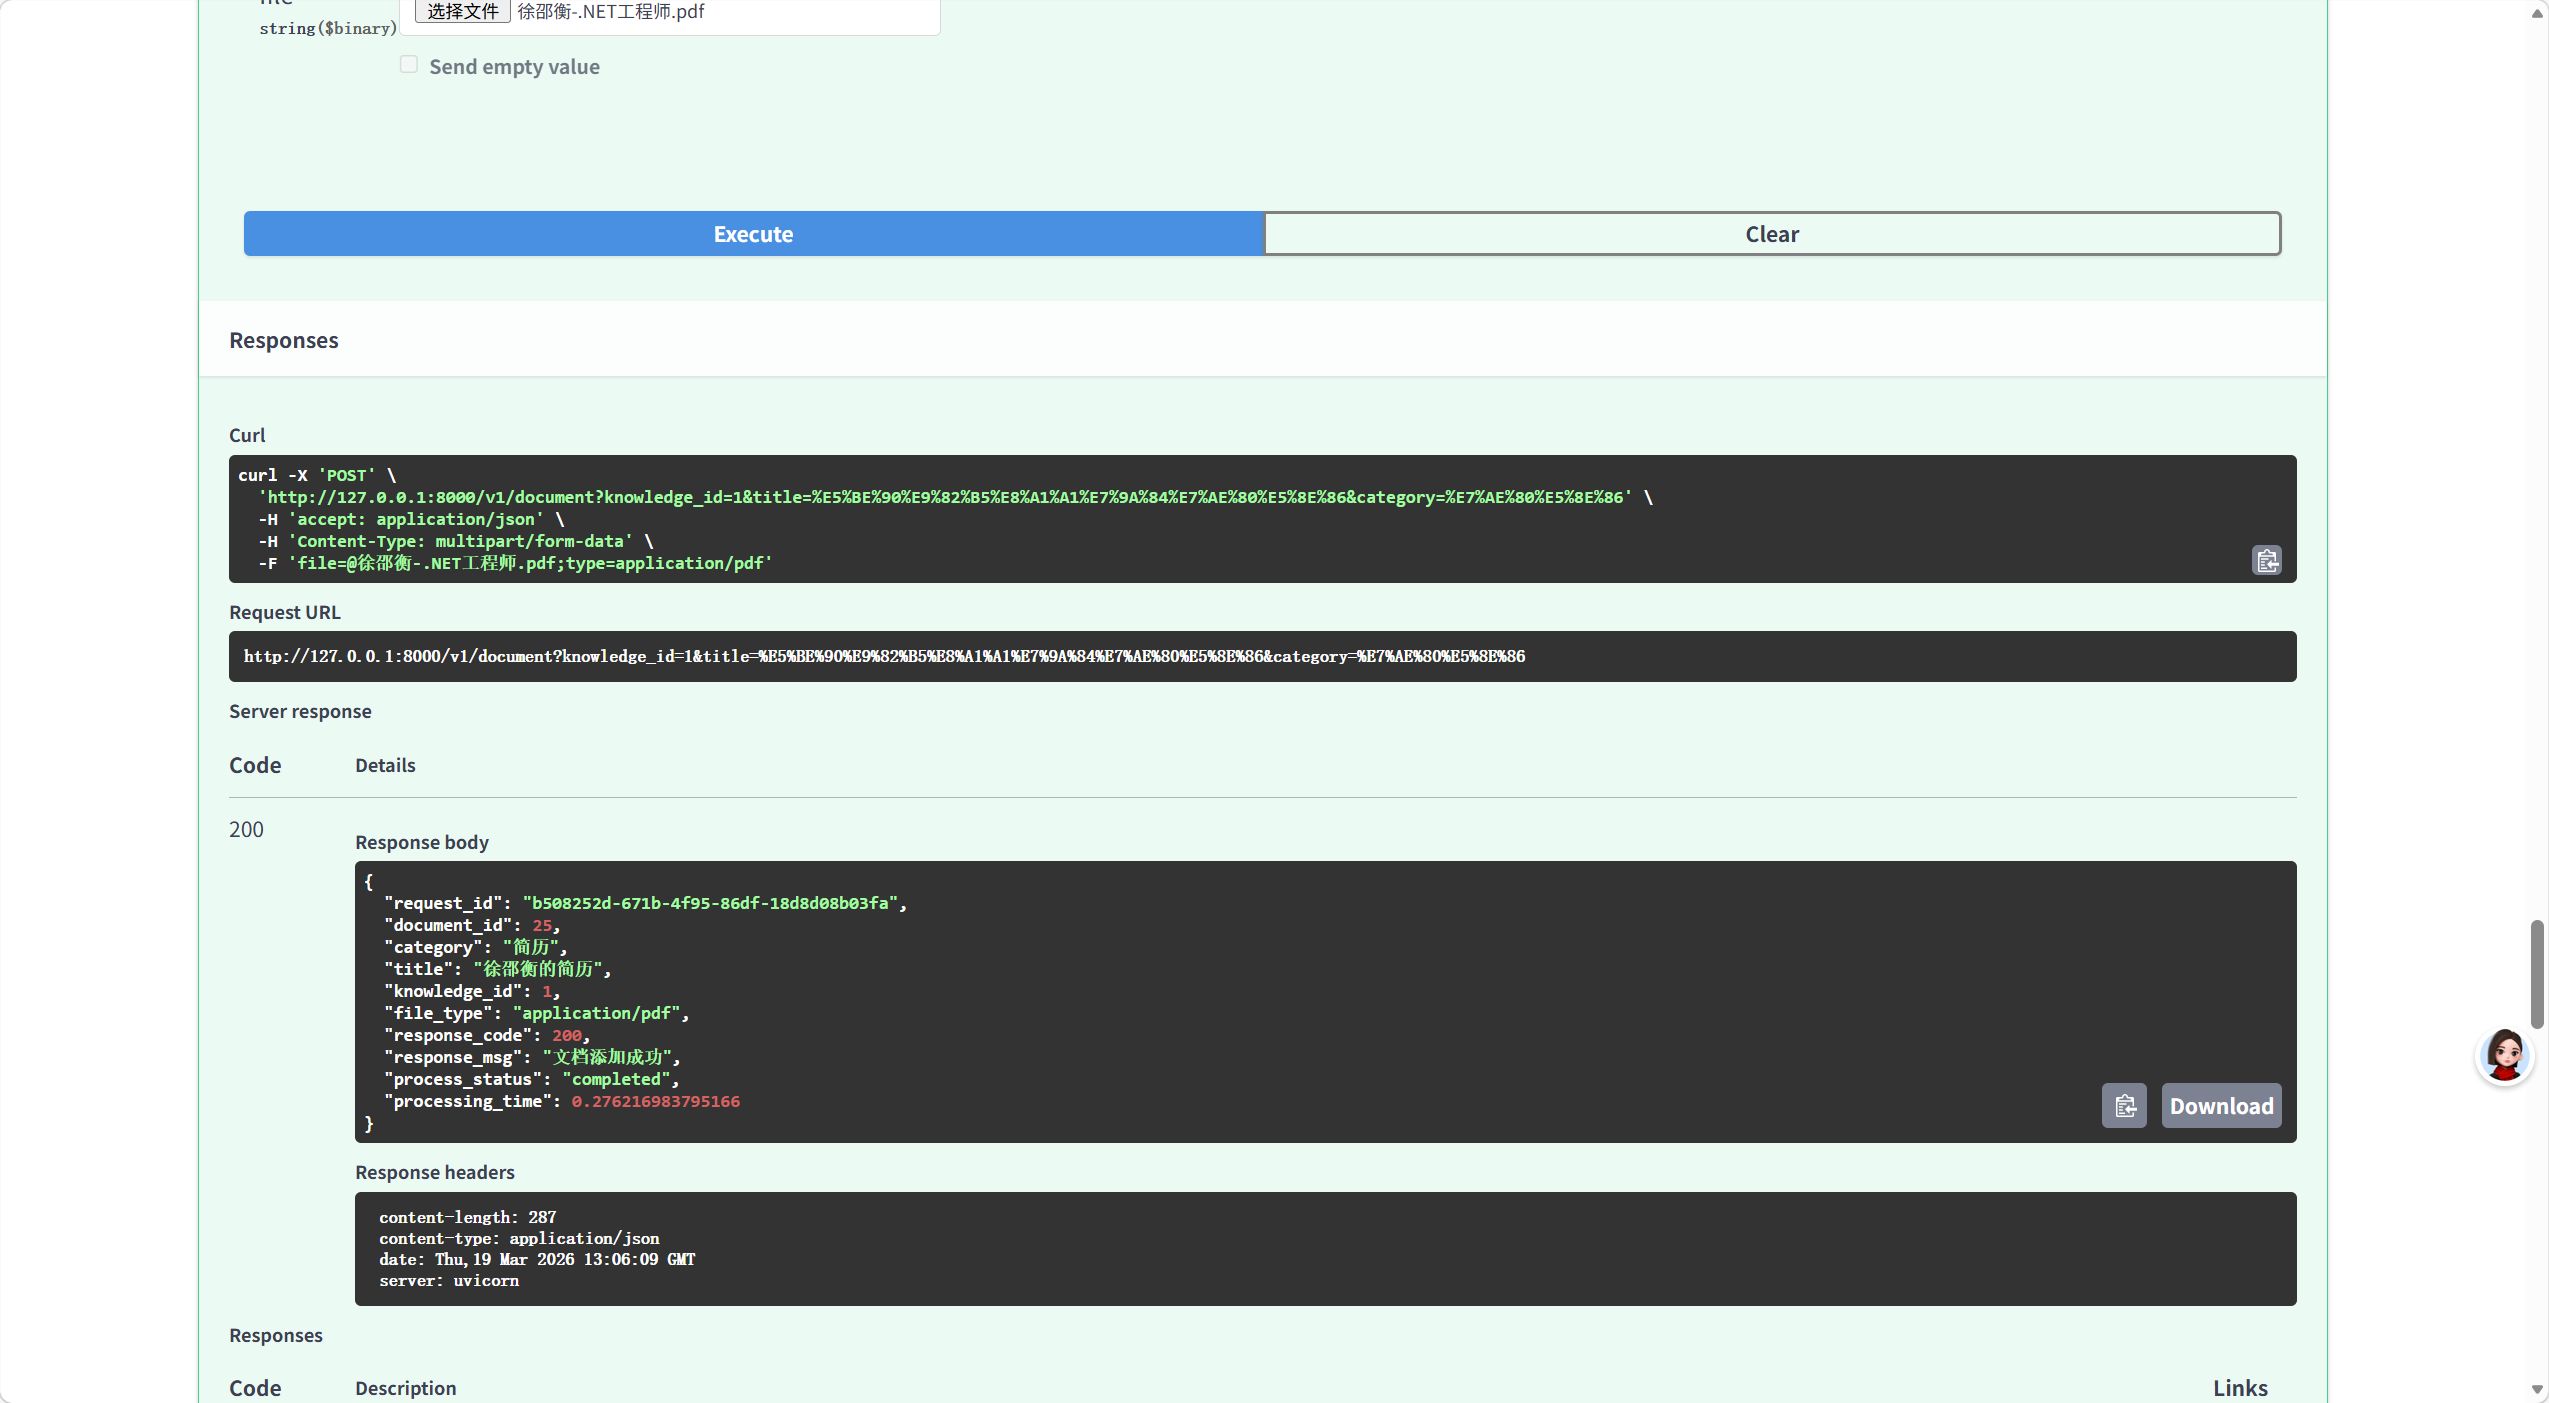 选择文件 徐邵衡-.NET工程师.pdf
string($binary)
Send empty value
Execute
Clear
Responses
Curl
curl -X 'POST' \
'http://127.0.0.1:8000/v1/document?knowledge_id=1&title=%E5%BE%90%E9%82%B5%E8%A1%A1%E7%9A%84%E7%AE%80%E5%8E%86&category=%E7%AE%80%E5%8E%86' \
-H 'accept: application/json' \
-H 'Content-Type: multipart/form-data' \
-F 'file=@徐邵衡-.NET工程师.pdf;type=application/pdf'
Request URL
http://127.0.0.1:8000/v1/document?knowledge_id=1&title=%E5%BE%90%E9%82%B5%E8%A1%A1%E7%9A%84%E7%AE%80%E5%8E%86&category=%E7%AE%80%E5%8E%86
Server response
Code Details
200
Response body
{
"request_id": "b508252d-671b-4f95-86df-18d8d08b03fa",
"document_id": 25,
"category": "简历",
"title": "徐邵衡的简历",
"knowledge_id": 1,
"file_type": "application/pdf",
"response_code": 200,
"response_msg": "文档添加成功",
"process_status": "completed",
"processing_time": 0.276216983795166
}
Download
Response headers
content-length: 287
content-type: application/json
date: Thu,19 Mar 2026 13:06:09 GMT
server: uvicorn
Responses
Code Description Links